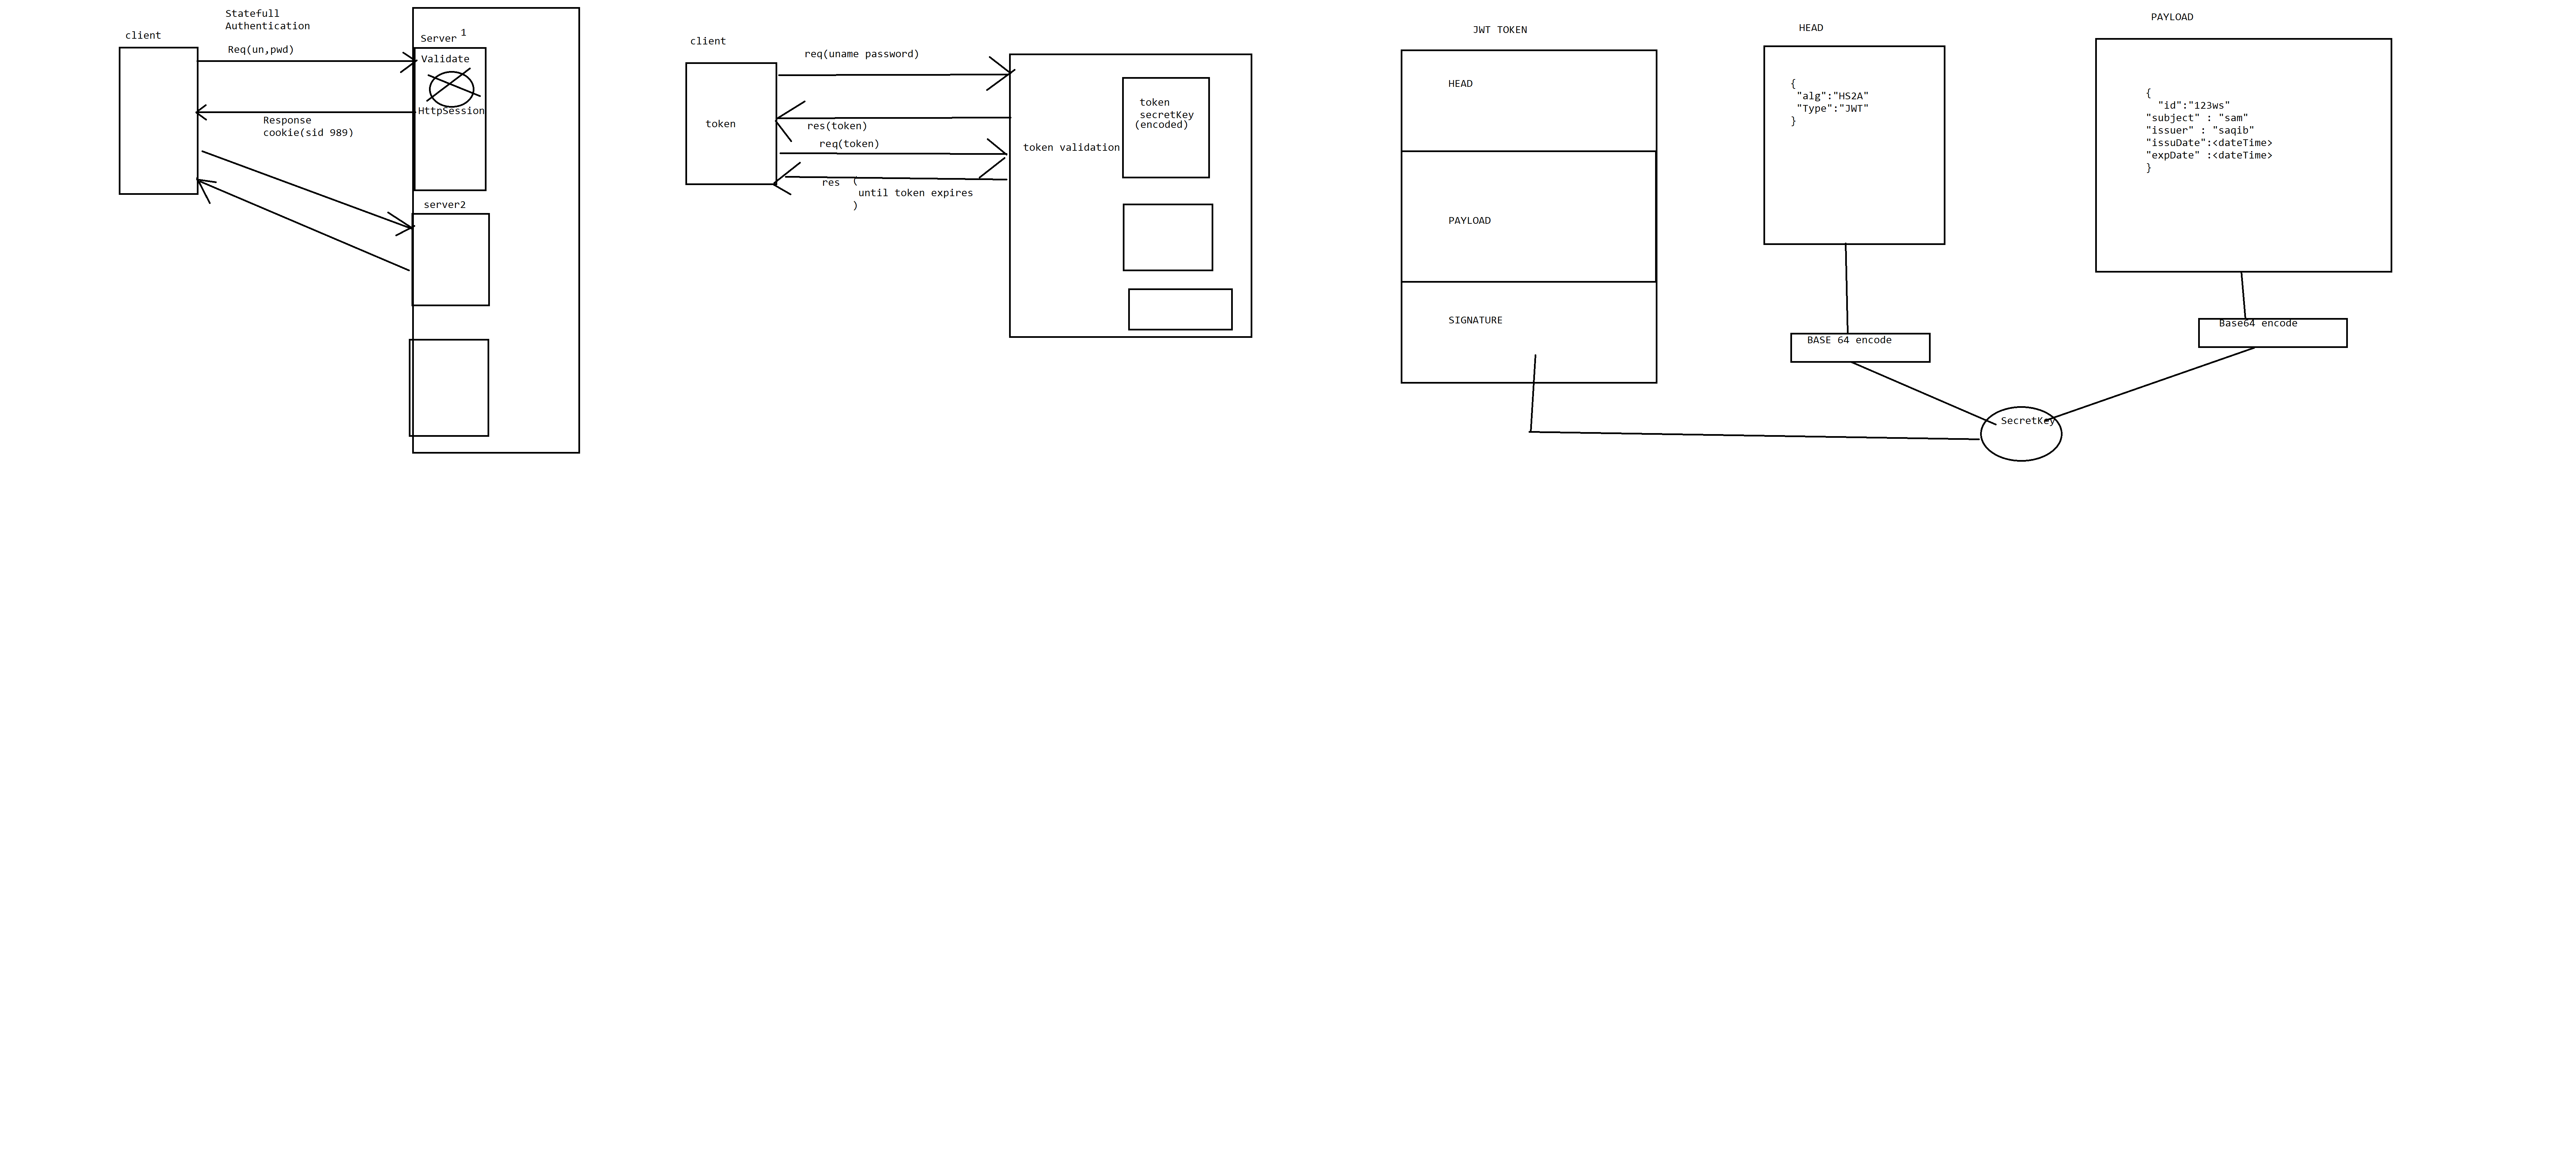 Statefull
Authentication
client
Req(un,pwd)
Server 1
Validate
HttpSession
Response
cookie(sid 989)
server2
client
req(uname password)
token
res(token)
req(token)
res (
until token expires
)
token validation
token
secretKey
(encoded)
JWT TOKEN
HEAD
PAYLOAD
SIGNATURE
HEAD
{
"alg":"HS2A"
"Type":"JWT"
}
BASE 64 encode
PAYLOAD
{
"id":"123ws"
"subject" : "sam"
"issuer" : "saqib"
"issuDate":<dateTime>
"expDate" :<dateTime>
}
Base64 encode
SecretKey